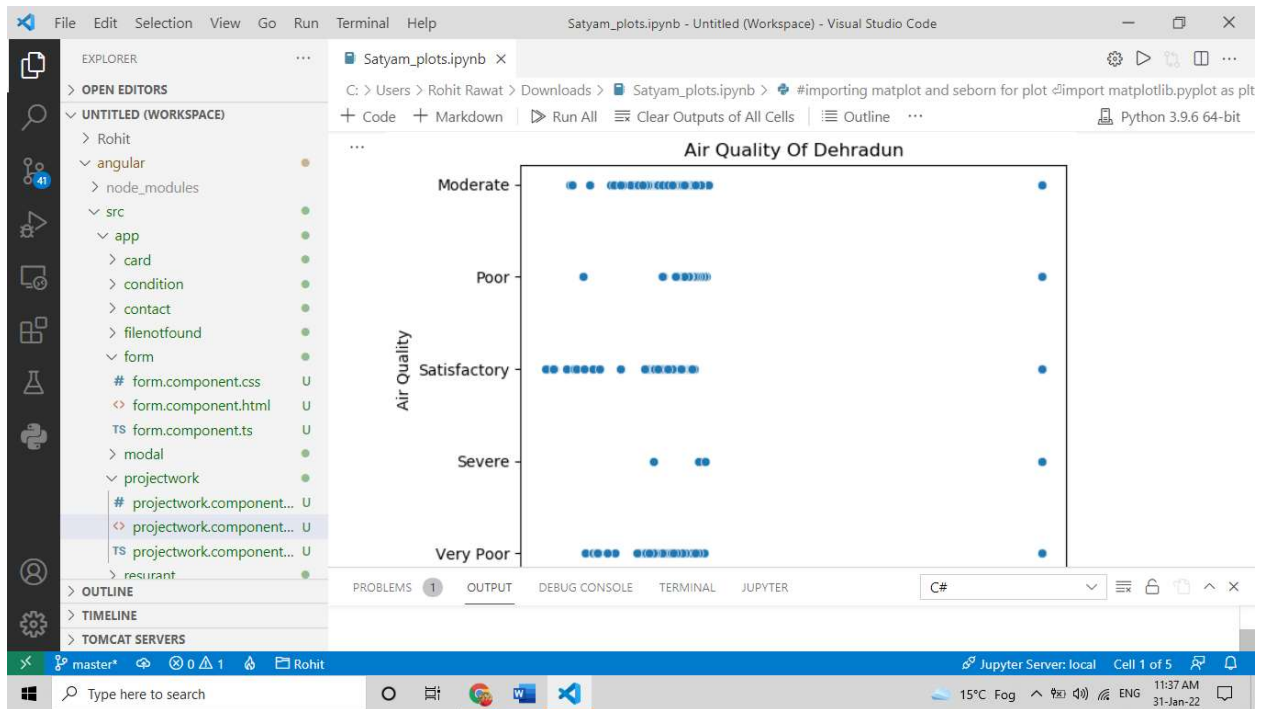 File Edit Selection View Go Run Terminal Help Satyam_plots.ipynb - Untitled (Workspace) - Visual Studio Code
EXPLORER
OPEN EDITORS
UNTITLED (WORKSPACE)
Rohit
angular
node_modules
src
app
card
condition
contact
filenotfound
form
# form.component.css U
<> form.component.html U
TS form.component.ts U
modal
projectwork
# projectwork.component... U
<> projectwork.component... U
TS projectwork.component... U
resurant
OUTLINE
TIMELINE
TOMCAT SERVERS
41
Satyam_plots.ipynb
C: > Users > Rohit Rawat > Downloads > Satyam_plots.ipynb > #importing matplot and seborn for plot ⏎import matplotlib.pyplot as plt
+ Code + Markdown Run All Clear Outputs of All Cells Outline ... Python 3.9.6 64-bit
Air Quality Of Dehradun
Air Quality
Moderate
Poor
Satisfactory
Severe
Very Poor
PROBLEMS 1 OUTPUT DEBUG CONSOLE TERMINAL JUPYTER C#
master* 0 1 Rohit Jupyter Server: local Cell 1 of 5
Type here to search 15°C Fog ENG 11:37 AM
31-Jan-22